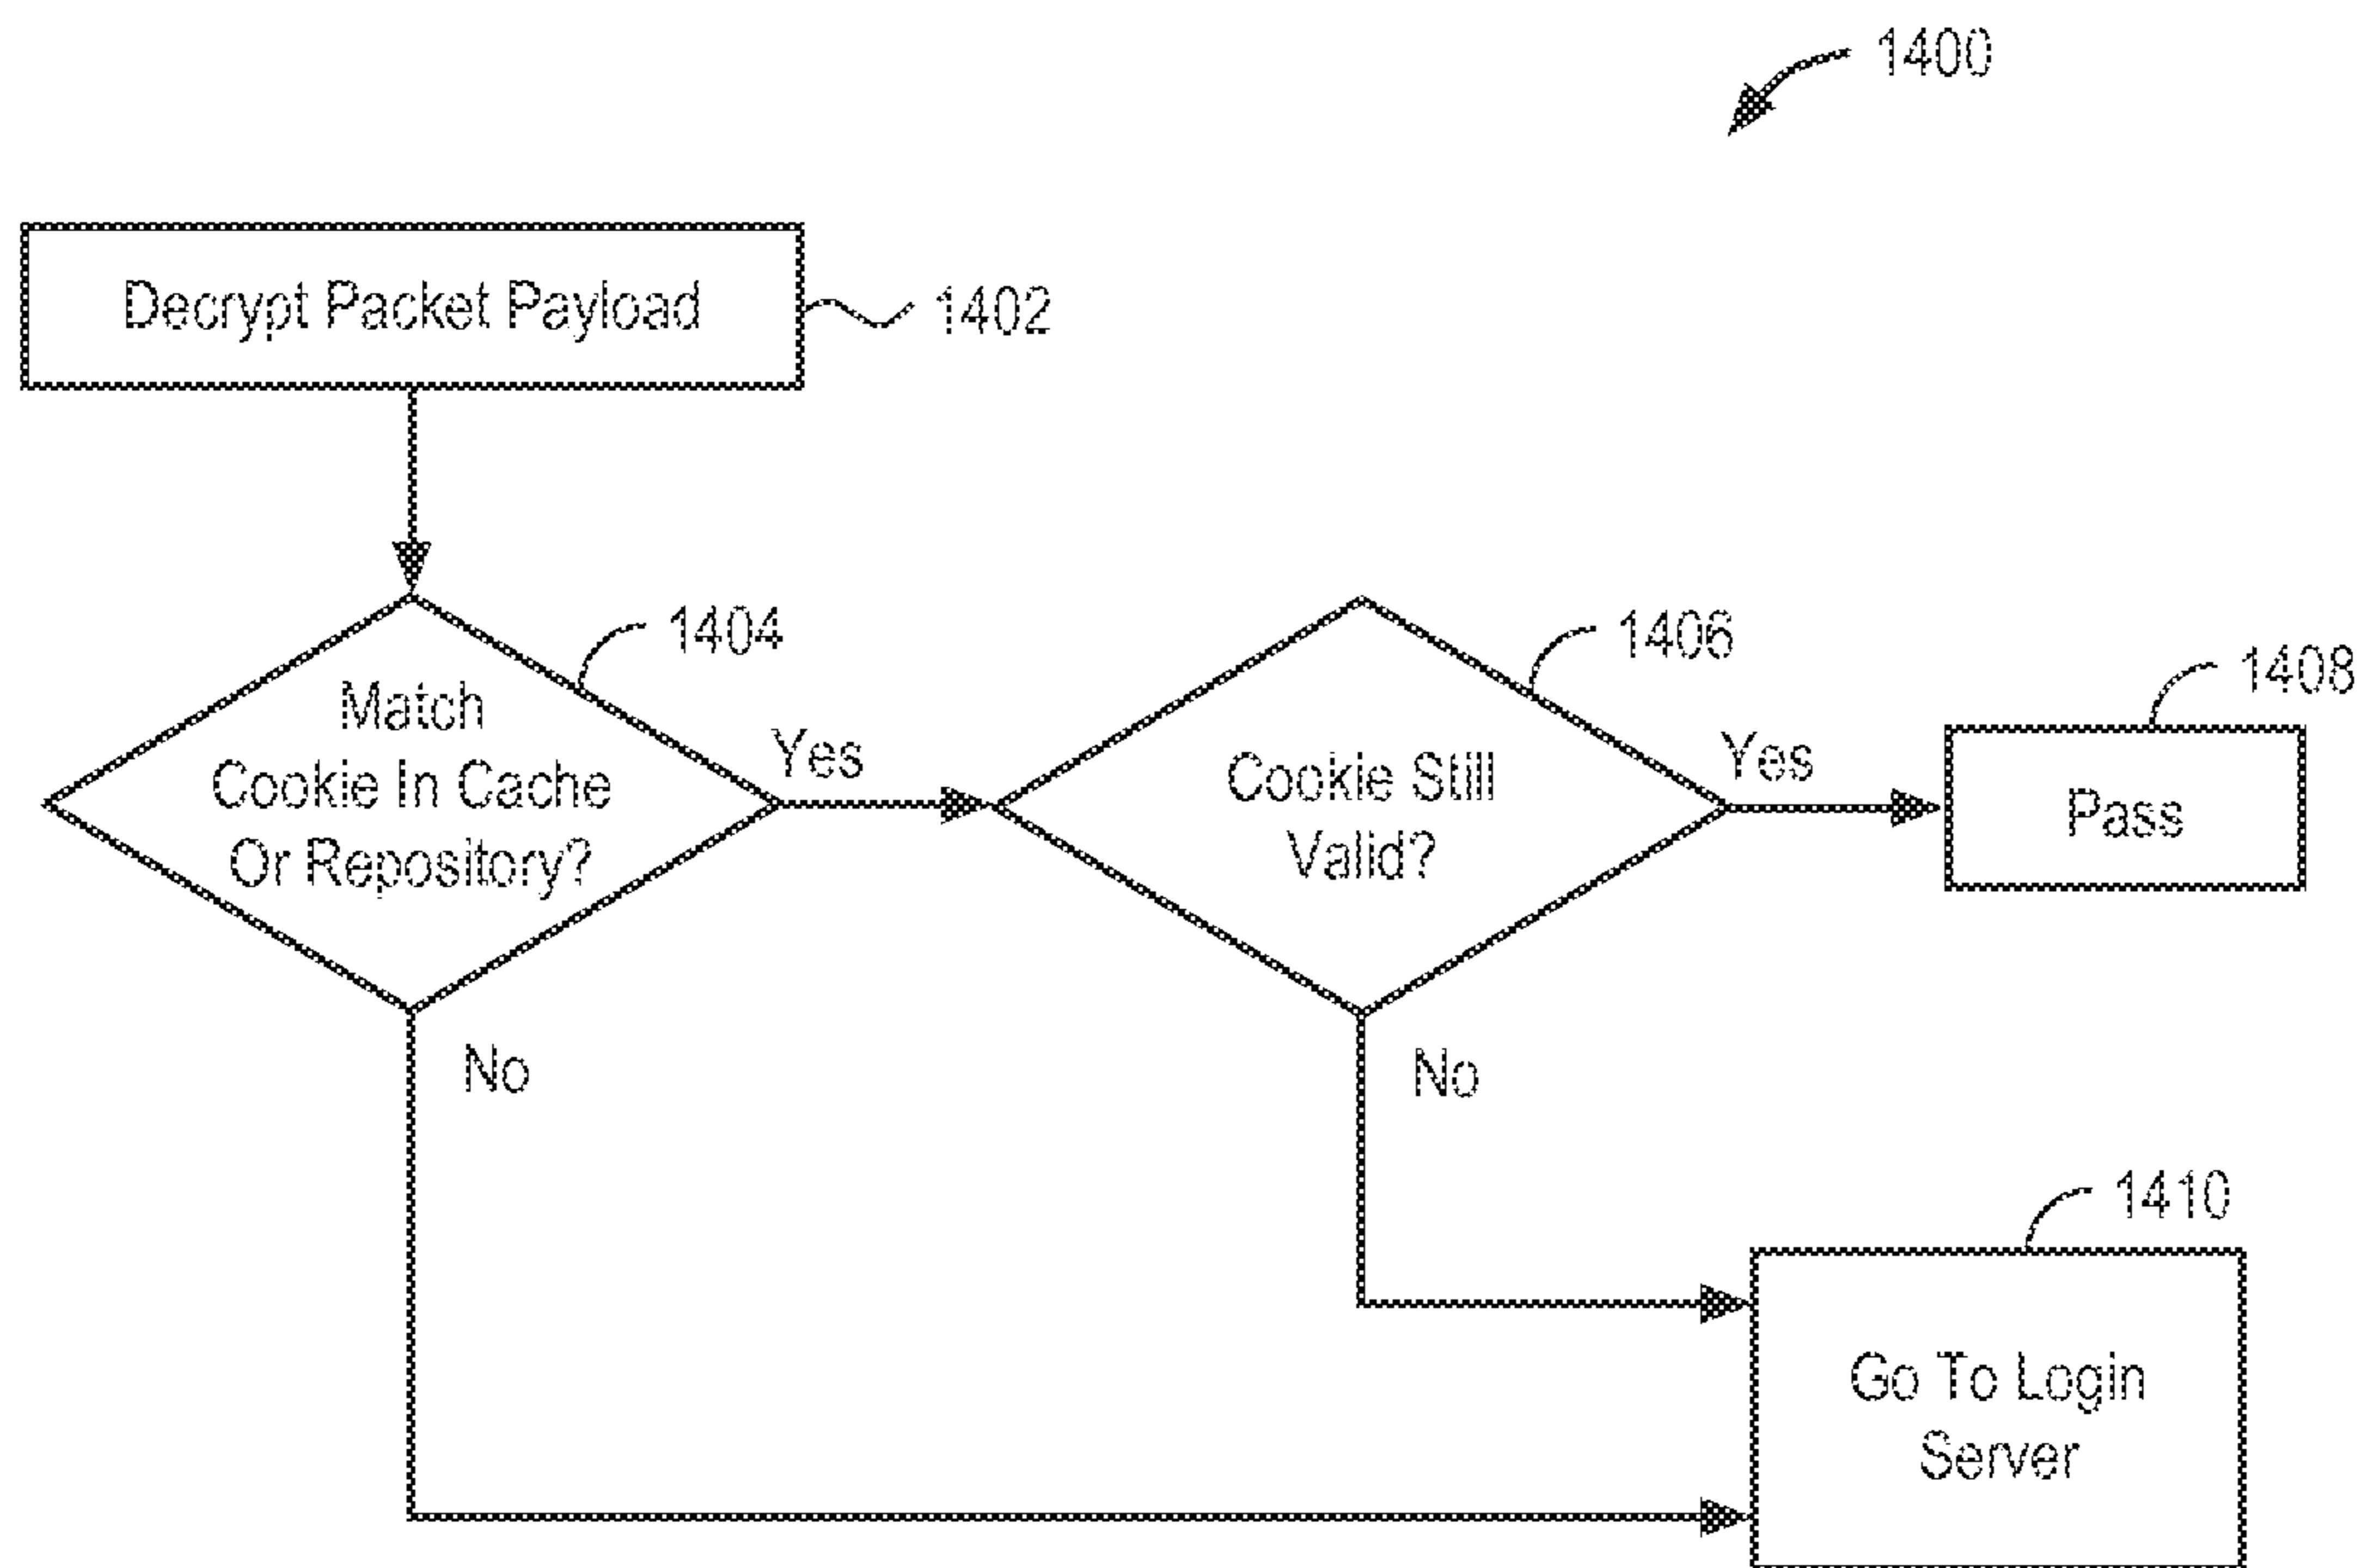 1400
Decrypt Packet Payload
1402
1404
Match
Cookie In Cache
Or Repository?
Yes
No
1406
Cookie Still
Valid?
Yes
No
1408
Pass
1410
Go To Login
Server